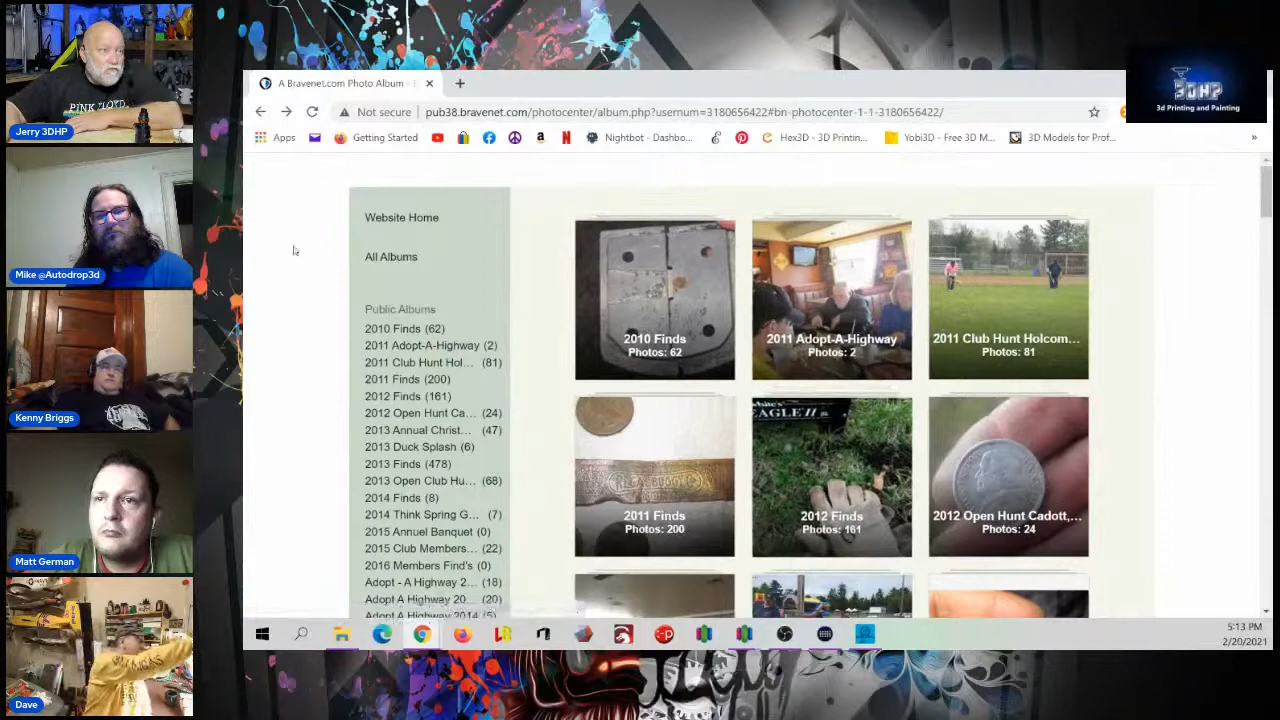 PINK FLOYD
Jerry 3DHP
Mike @Autodrop3d
Kenny Briggs
Matt German
Dave
A Bravenet.com Photo Album -
3DHP
3d Printing and Painting
Not secure
pub38.bravenet.com/photocenter/album.php?usernum=3180656422#bn-photocenter-1-1-3180656422/
Apps
Getting Started
Nightbot - Dashbo...
Hex3D - 3D Printin...
Yobi3D - Free 3D M...
3D Models for Prof...
»
Website Home
All Albums
Public Albums
2010 Finds (62)
2011 Adopt-A-Highway (2)
2011 Club Hunt Hol... (81)
2011 Finds (200)
2012 Finds (161)
2012 Open Hunt Ca... (24)
2013 Annual Christ... (47)
2013 Duck Splash (6)
2013 Finds (478)
2013 Open Club Hu... (68)
2014 Finds (8)
2014 Think Spring G... (7)
2015 Annuel Banquet (0)
2015 Club Members... (22)
2016 Members Find's (0)
Adopt - A Highway 2... (18)
Adopt A Highway 20... (20)
Adopt A Highway 2014 (5)
2010 Finds
Photos: 62
2011 Adopt-A-Highway
Photos: 2
2011 Club Hunt Holcom...
Photos: 81
2011 Finds
Photos: 200
EAGLE II
2012 Finds
Photos: 161
2012 Open Hunt Cadott,...
Photos: 24
5:13 PM
2/20/2021